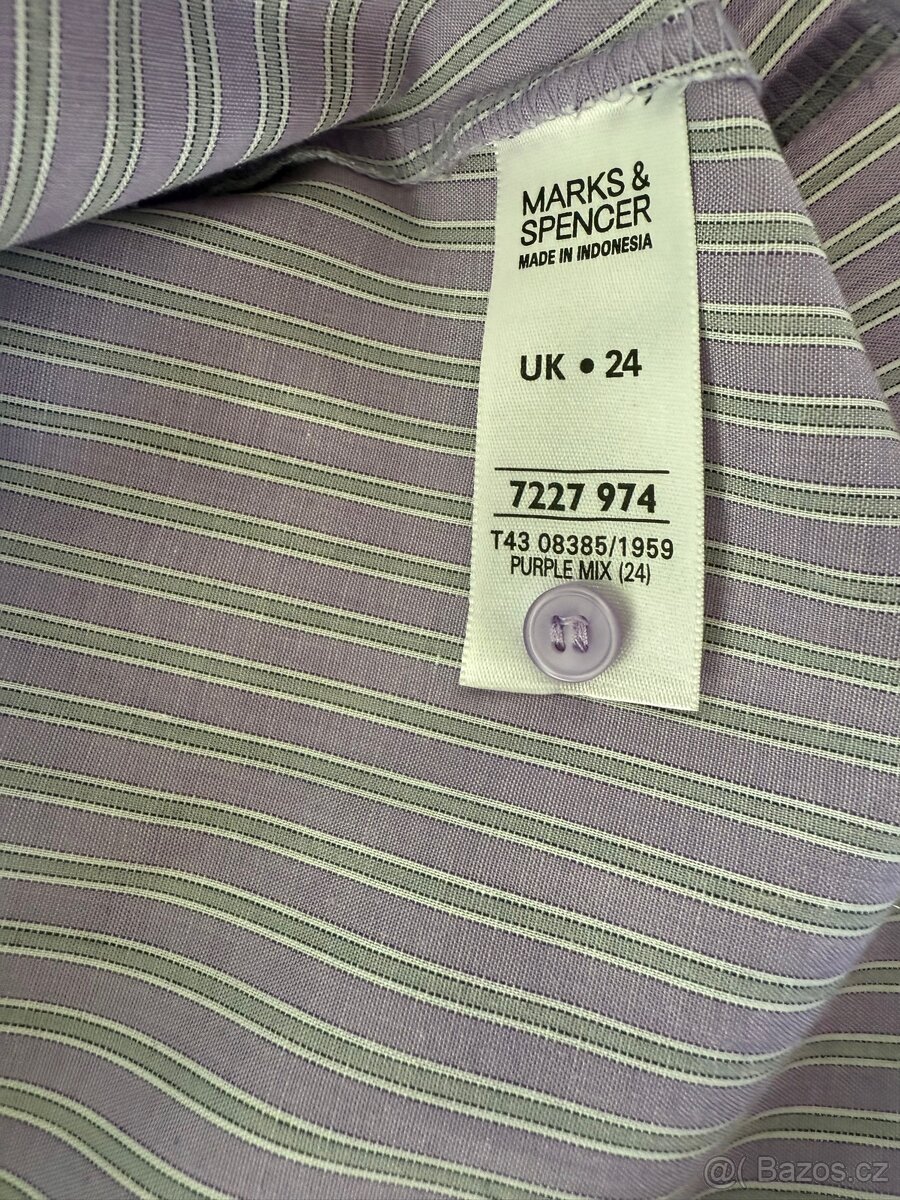 MARKS &
SPENCER
MADE IN INDONESIA
UK • 24
7227 974
T43 08385/1959
PURPLE MIX (24)
@( Bazos.cz